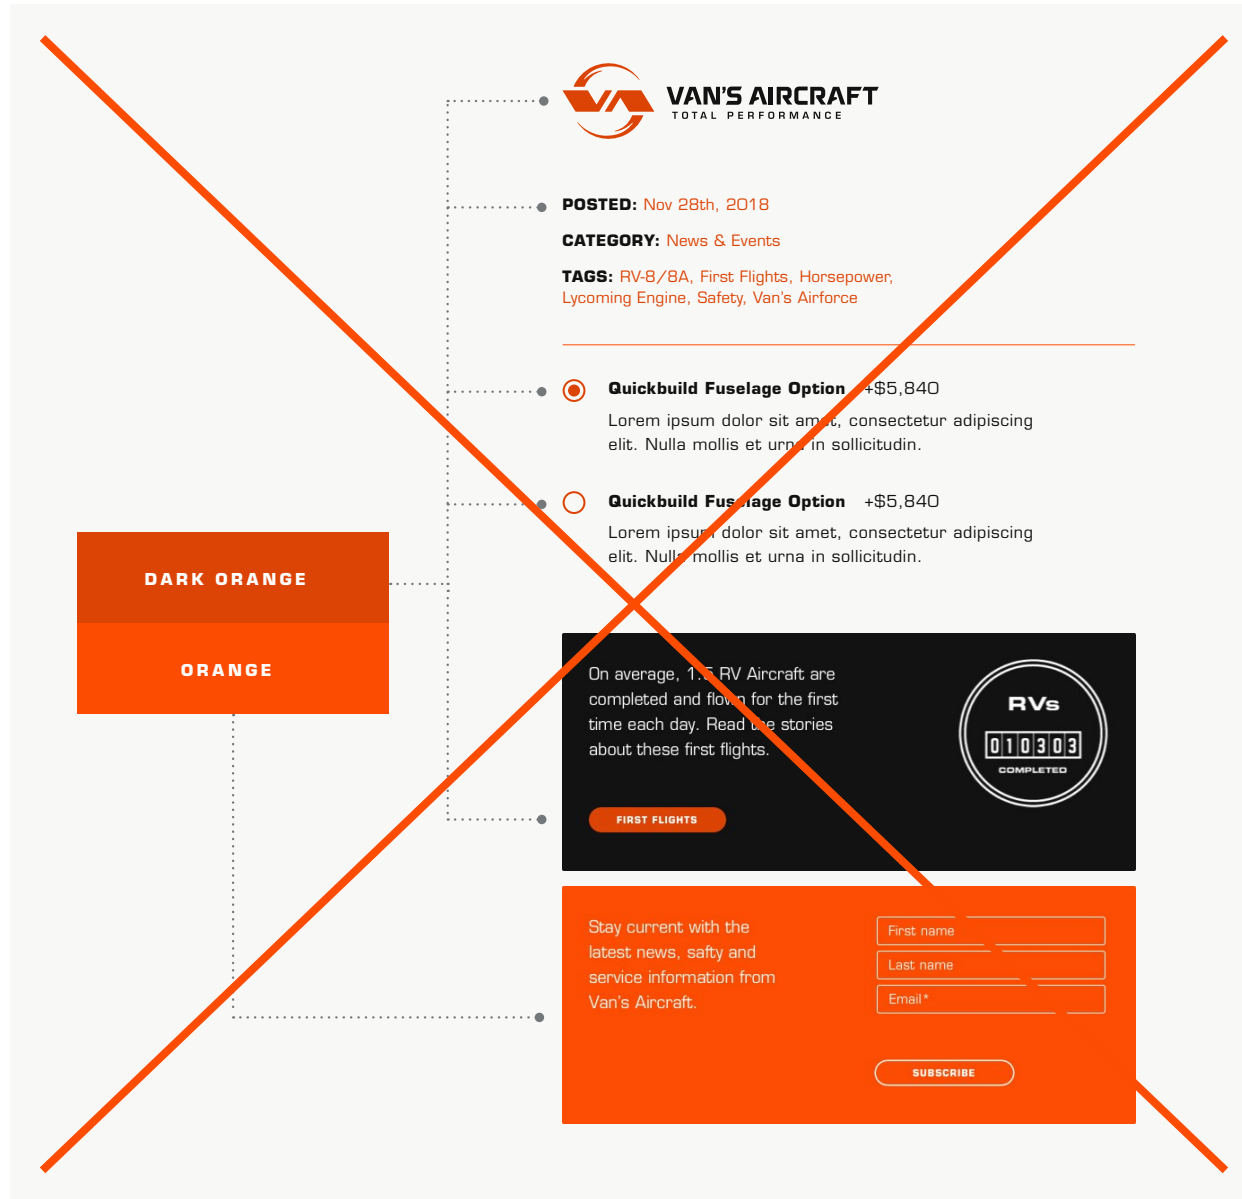 VAN'S AIRCRAFT
TOTAL PERFORMANCE
POSTED: Nov 28th, 2018
CATEGORY: News & Events
TAGS: RV-8/8A, First Flights, Horsepower,
Lycoming Engine, Safety, Van's Airforce
Quickbuild Fuselage Option +$5,840
Lorem ipsum dolor sit amet, consectetur adipiscing
elit. Nulla mollis et urna in sollicitudin.
Quickbuild Fuselage Option +$5,840
Lorem ipsum dolor sit amet, consectetur adipiscing
elit. Nulla mollis et urna in sollicitudin.
DARK ORANGE
ORANGE
On average, 1.5 RV Aircraft are
completed and flown for the first
time each day. Read the stories
about these first flights.
FIRST FLIGHTS
RVs
010303
COMPLETED
Stay current with the
latest news, safty and
service information from
Van's Aircraft.
First name
Last name
Email*
SUBSCRIBE